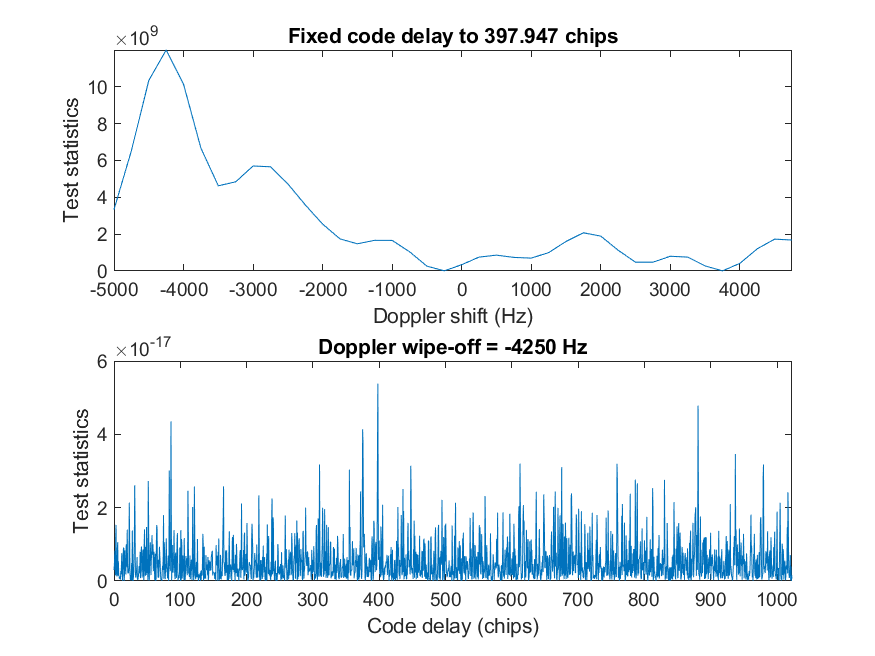 ×10^9
Fixed code delay to 397.947 chips
Test statistics
10
8
6
4
2
0
-5000 -4000 -3000 -2000 -1000 0 1000 2000 3000 4000
Doppler shift (Hz)
×10^-17
Doppler wipe-off = -4250 Hz
Test statistics
6
4
2
0
0 100 200 300 400 500 600 700 800 900 1000
Code delay (chips)